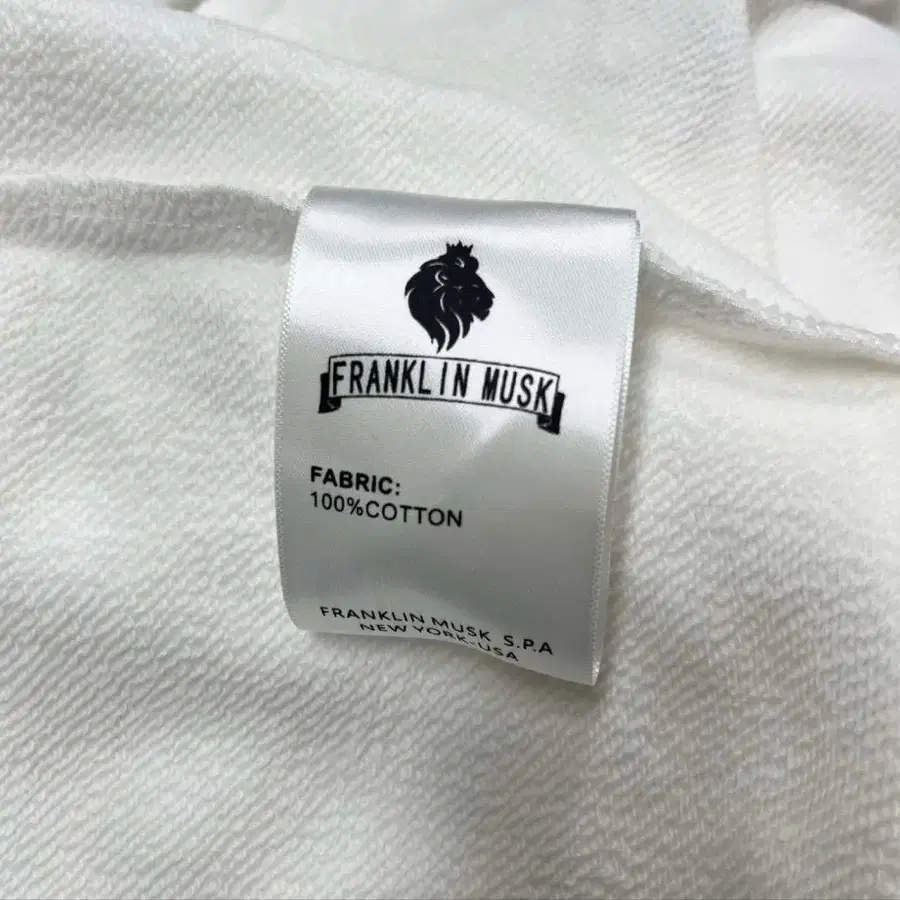 FRANKLIN MUSK
FABRIC:
100%COTTON
FRANKLIN MUSK S.P.A
NEW YORK-USA